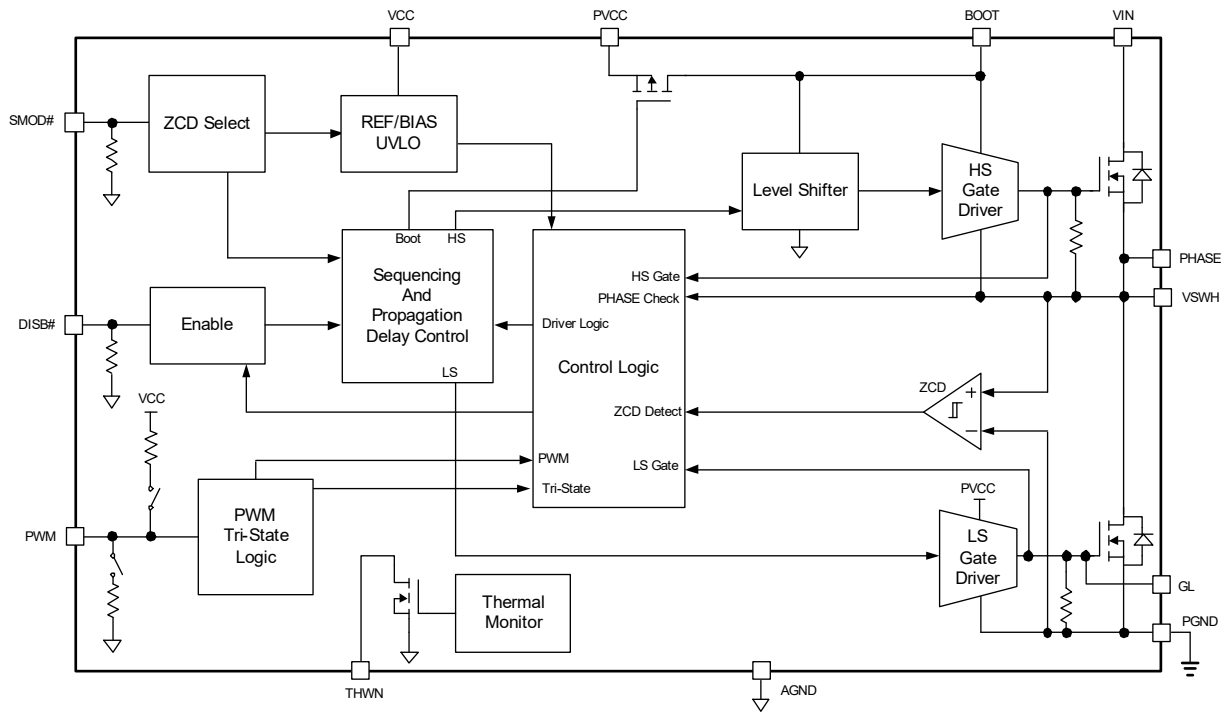 VCC
PVCC
BOOT
VIN
SMOD#
ZCD Select
REF/BIAS
UVLO
Level Shifter
HS
Gate
Driver
Boot
HS
Sequencing
And
Propagation
Delay Control
LS
HS Gate
PHASE Check
Driver Logic
Control Logic
ZCD Detect
LS Gate
PWM
Tri-State
PHASE
VSWH
DISB#
Enable
ZCD
+
−
VCC
PWM
PWM
Tri-State
Logic
PVCC
LS
Gate
Driver
GL
PGND
Thermal
Monitor
THWN
AGND